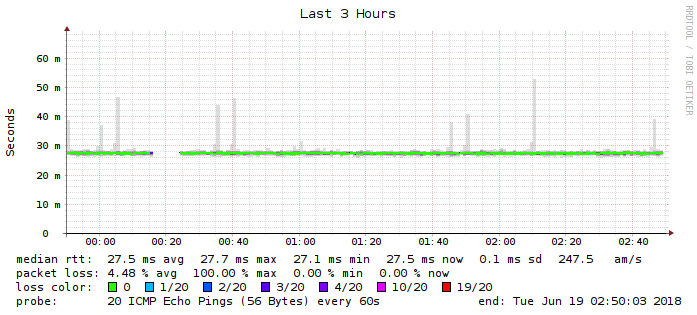 Last 3 Hours
RRDTOOL / TOBI OETIKER
Seconds
60 m
50 m
40 m
30 m
20 m
10 m
0
00:00 00:20 00:40 01:00 01:20 01:40 02:00 02:20 02:40
median rtt: 27.5 ms avg 27.7 ms max 27.1 ms min 27.5 ms now 0.1 ms sd 247.5 am/s
packet loss: 4.48 % avg 100.00 % max 0.00 % min 0.00 % now
loss color: 0 1/20 2/20 3/20 4/20 10/20 19/20
probe: 20 ICMP Echo Pings (56 Bytes) every 60s end: Tue Jun 19 02:50:03 2018